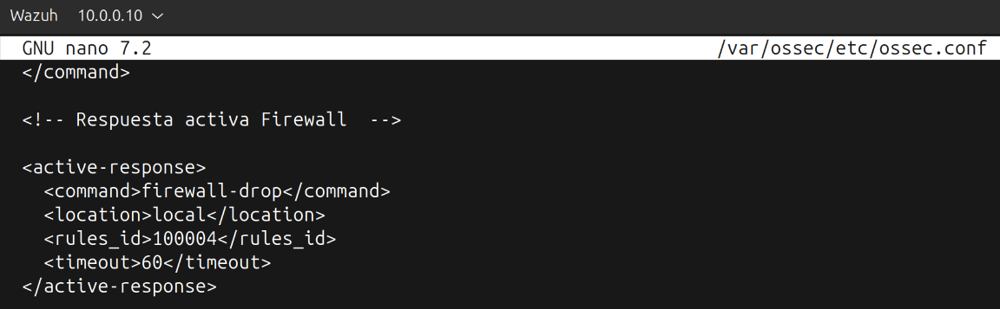 Wazuh 10.0.0.10
GNU nano 7.2 /var/ossec/etc/ossec.conf
</command>
<!-- Respuesta activa Firewall  -->
<active-response>
  <command>firewall-drop</command>
  <location>local</location>
  <rules_id>100004</rules_id>
  <timeout>60</timeout>
</active-response>